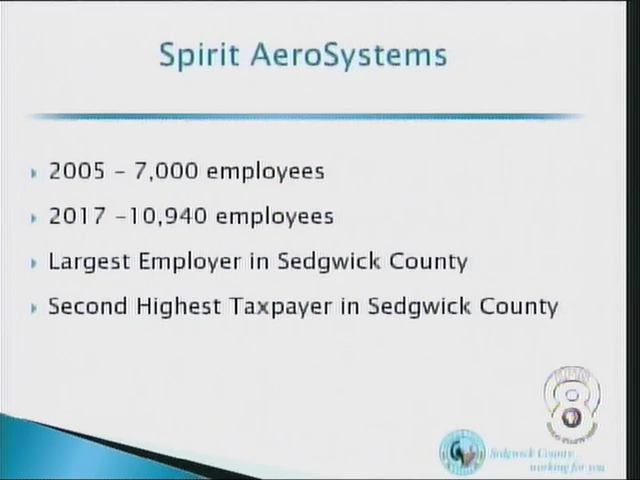 Spirit AeroSystems
2005 - 7,000 employees
2017 -10,940 employees
Largest Employer in Sedgwick County
Second Highest Taxpayer in Sedgwick County
8
Sedgwick County...
working for you